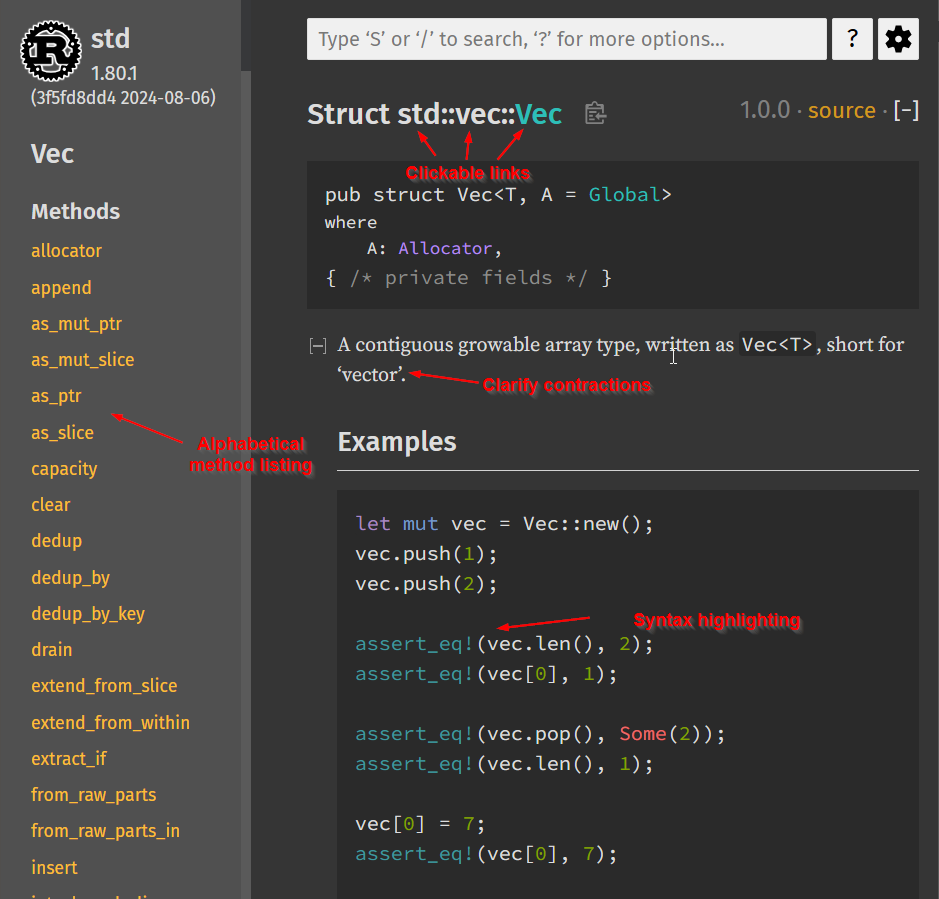 std
1.80.1
(3f5fd8dd4 2024-08-06)
Vec
Methods
allocator
append
as_mut_ptr
as_mut_slice
as_ptr
as_slice
capacity
clear
dedup
dedup_by
dedup_by_key
drain
extend_from_slice
extend_from_within
extract_if
from_raw_parts
from_raw_parts_in
insert
Alphabetical
method listing
Type ‘S’ or ‘/’ to search, ‘?’ for more options…
?
Struct std::vec::Vec
1.0.0 · source · [−]
Clickable links
pub struct Vec<T, A = Global>
where
    A: Allocator,
{ /* private fields */ }
[−] A contiguous growable array type, written as Vec<T>, short for
‘vector’.
Clarify contractions
Examples
let mut vec = Vec::new();
vec.push(1);
vec.push(2);
Syntax highlighting
assert_eq!(vec.len(), 2);
assert_eq!(vec[0], 1);
assert_eq!(vec.pop(), Some(2));
assert_eq!(vec.len(), 1);
vec[0] = 7;
assert_eq!(vec[0], 7);